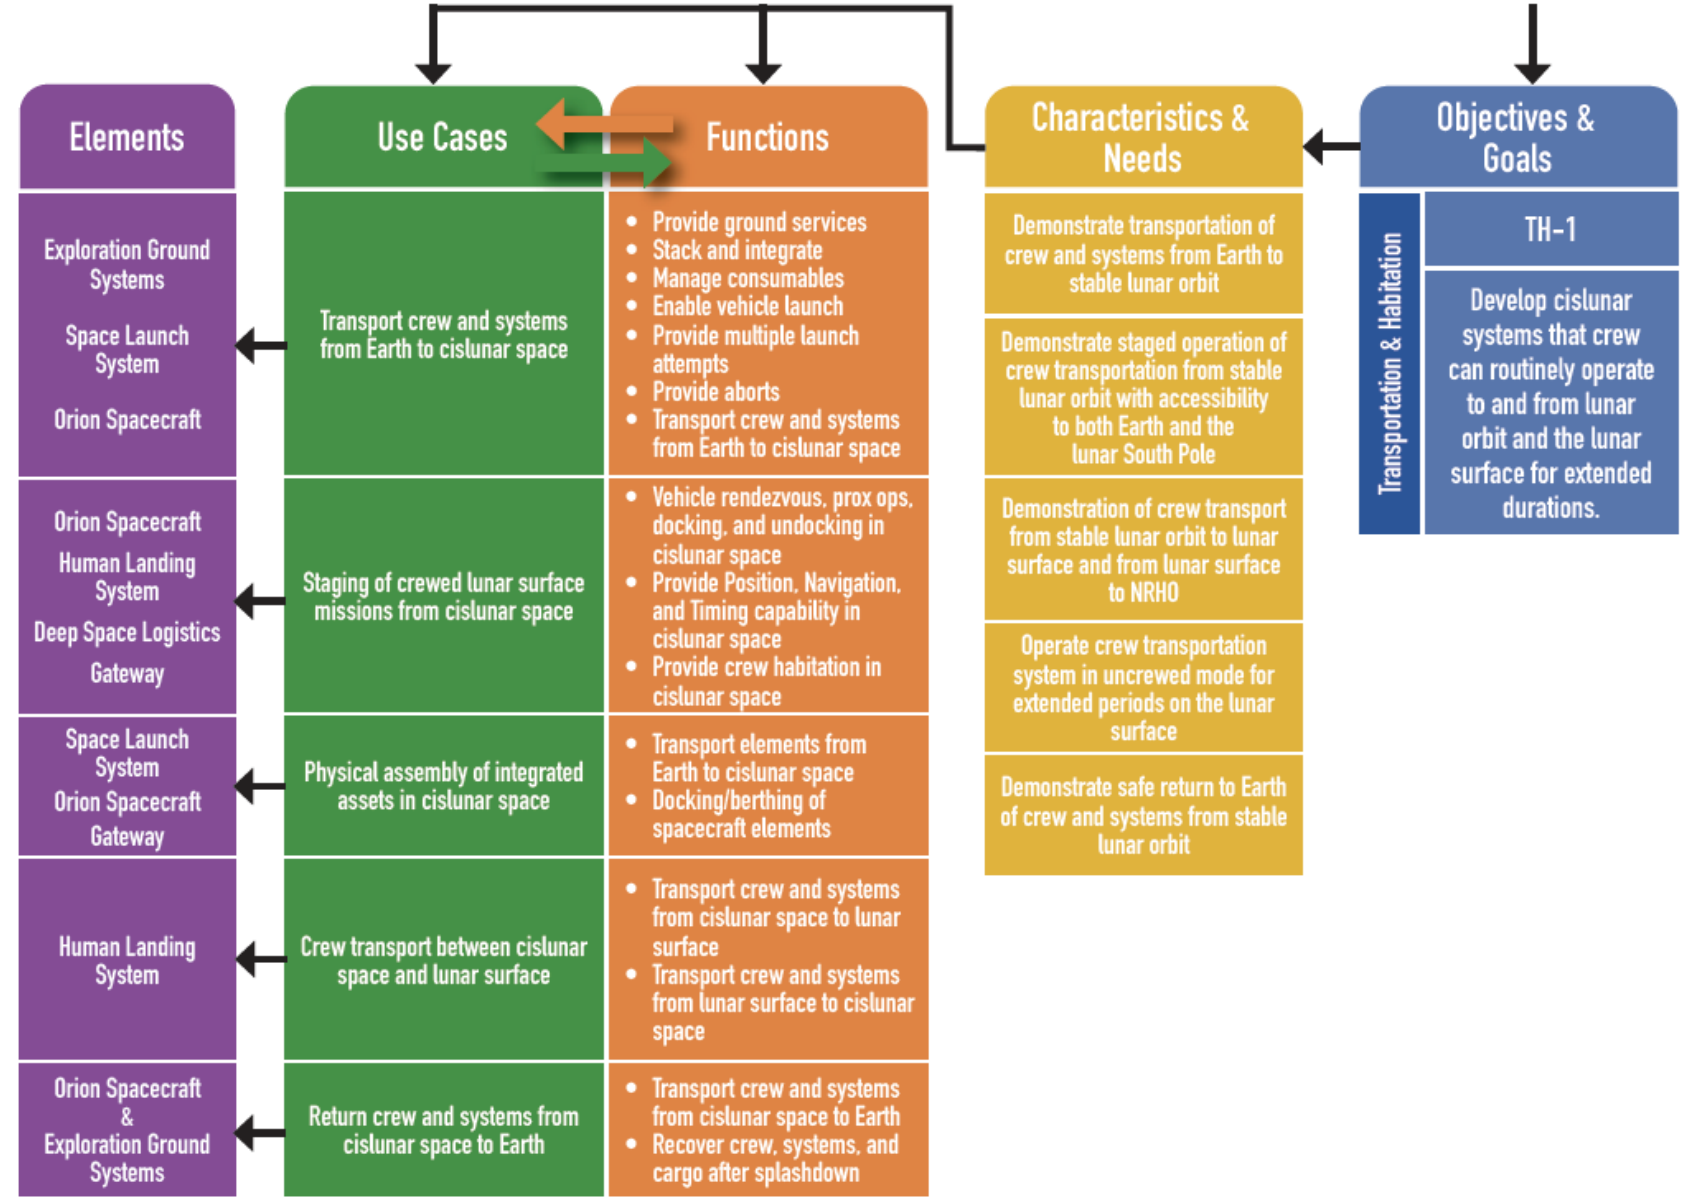 Elements
Exploration Ground
Systems
Space Launch
System
Orion Spacecraft
Orion Spacecraft
Human Landing
System
Deep Space Logistics
Gateway
Space Launch
System
Orion Spacecraft
Gateway
Human Landing
System
Orion Spacecraft
&
Exploration Ground
Systems
Use Cases
Transport crew and systems
from Earth to cislunar space
Staging of crewed lunar surface
missions from cislunar space
Physical assembly of integrated
assets in cislunar space
Crew transport between cislunar
space and lunar surface
Return crew and systems from
cislunar space to Earth
Functions
• Provide ground services
• Stack and integrate
• Manage consumables
• Enable vehicle launch
• Provide multiple launch
attempts
• Provide aborts
• Transport crew and systems
from Earth to cislunar space
• Vehicle rendezvous, prox ops,
docking, and undocking in
cislunar space
• Provide Position, Navigation,
and Timing capability in
cislunar space
• Provide crew habitation in
cislunar space
• Transport elements from
Earth to cislunar space
• Docking/berthing of
spacecraft elements
• Transport crew and systems
from cislunar space to lunar
surface
• Transport crew and systems
from lunar surface to cislunar
space
• Transport crew and systems
from cislunar space to Earth
• Recover crew, systems, and
cargo after splashdown
Characteristics &
Needs
Demonstrate transportation of
crew and systems from Earth to
stable lunar orbit
Demonstrate staged operation of
crew transportation from stable
lunar orbit with accessibility
to both Earth and the
lunar South Pole
Demonstration of crew transport
from stable lunar orbit to lunar
surface and from lunar surface
to NRHO
Operate crew transportation
system in uncrewed mode for
extended periods on the lunar
surface
Demonstrate safe return to Earth
of crew and systems from stable
lunar orbit
Objectives &
Goals
Transportation & Habitation
TH-1
Develop cislunar
systems that crew
can routinely operate
to and from lunar
orbit and the lunar
surface for extended
durations.